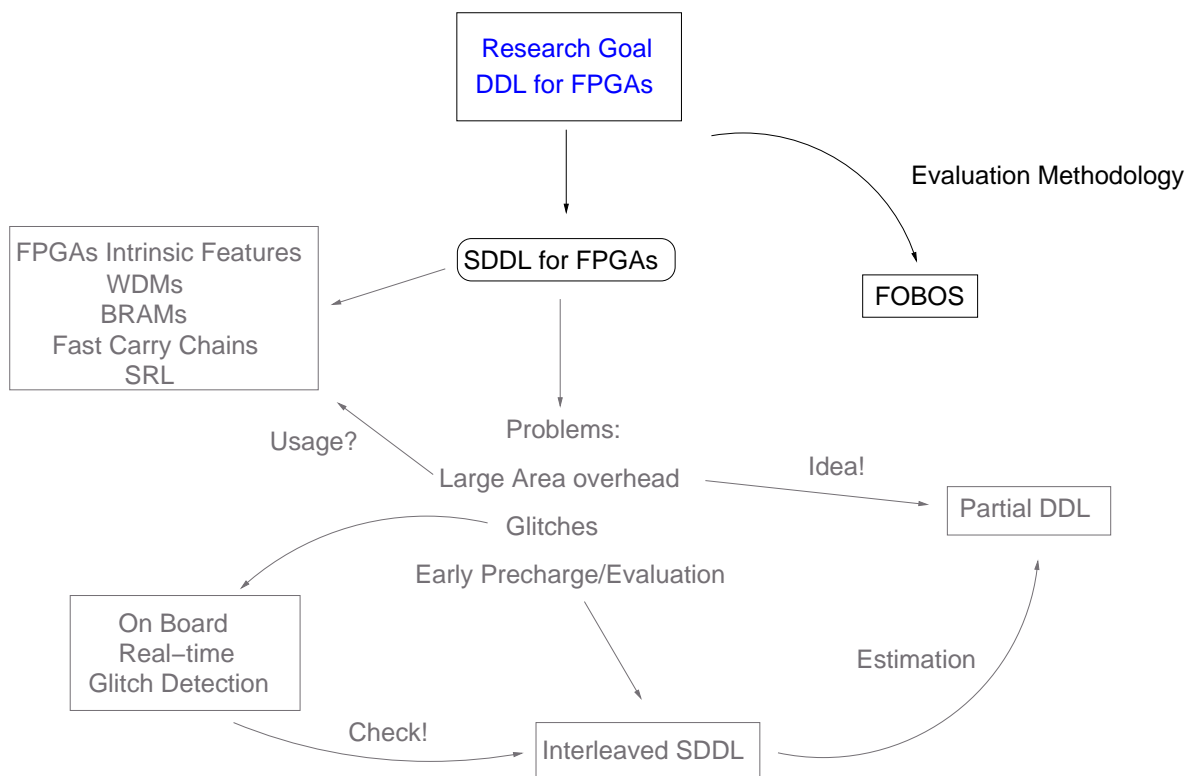 Research Goal
DDL for FPGAs
Evaluation Methodology
FPGAs Intrinsic Features
WDMs
BRAMs
Fast Carry Chains
SRL
SDDL for FPGAs
FOBOS
Usage?
Problems:
Large Area overhead
Glitches
Early Precharge/Evaluation
Idea!
Partial DDL
On Board
Real−time
Glitch Detection
Estimation
Check!
Interleaved SDDL